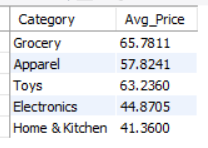 Category Avg_Price
Grocery 65.7811
Apparel 57.8241
Toys 63.2360
Electronics 44.8705
Home & Kitchen 41.3600